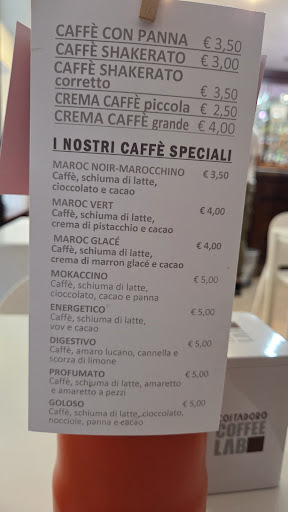 CAFFÈ CON PANNA € 3,50
CAFFÈ SHAKERATO € 3,00
CAFFÈ SHAKERATO
corretto € 3,50
CREMA CAFFÈ piccola € 2,50
CREMA CAFFÈ grande € 4,00
I NOSTRI CAFFÈ SPECIALI
MAROC NOIR-MAROCCHINO € 3,50
Caffè, schiuma di latte,
cioccolato e cacao
MAROC VERT € 4,00
Caffè, schiuma di latte,
crema di pistacchio e cacao
MAROC GLACÉ € 4,00
Caffè, schiuma di latte,
crema di marron glacé e cacao
MOKACCINO € 5,00
Caffè, schiuma di latte,
cioccolato, cacao e panna
ENERGETICO € 5,00
Caffè, schiuma di latte,
vov e cacao
DIGESTIVO € 5,00
Caffè, amaro lucano, cannella e
scorza di limone
PROFUMATO € 5,00
Caffè, schiuma di latte, amaretto
e amaretto a pezzi
GOLOSO € 5,00
Caffè, schiuma di latte, cioccolato,
nocciole, panna e cacao
COSTADORO
COFFEE
LAB